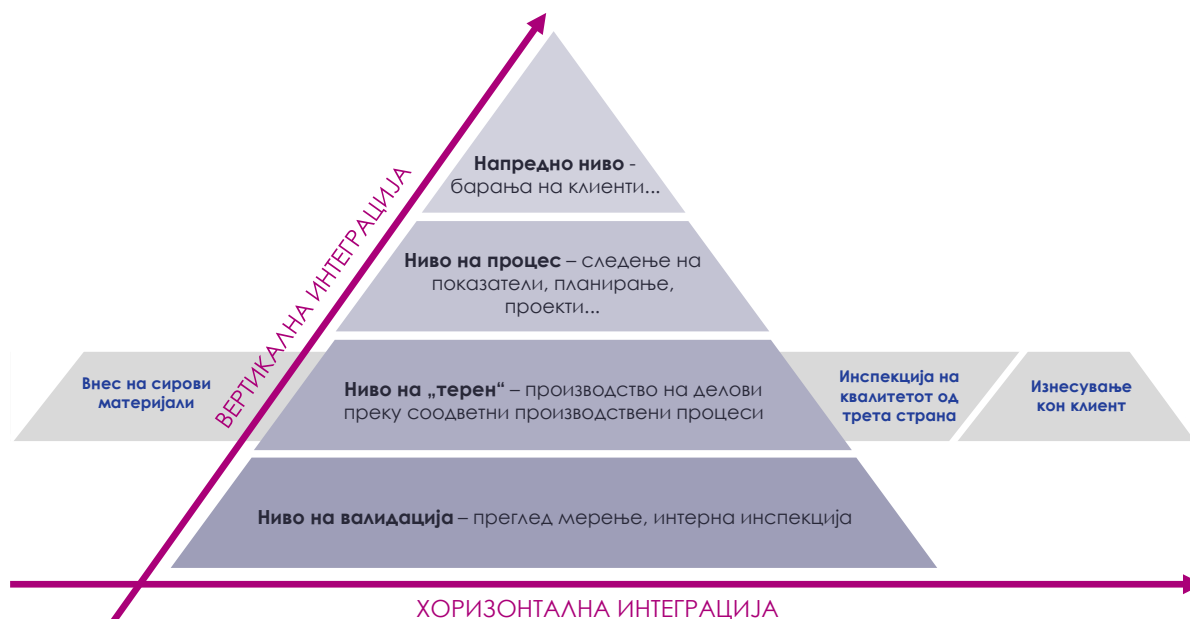 Напредно ниво -
барања на клиенти...
ВЕРТИКАЛНА ИНТЕГРАЦИЈА
Ниво на процес – следење на
показатели, планирање,
проекти...
Внес на сирови
материјали
Ниво на „терен“ – производство на делови
преку соодветни производствени процеси
Инспекција на
квалитетот од
трета страна
Изнесување
кон клиент
Ниво на валидација – преглед мерење, интерна инспекција
ХОРИЗОНТАЛНА ИНТЕГРАЦИЈА